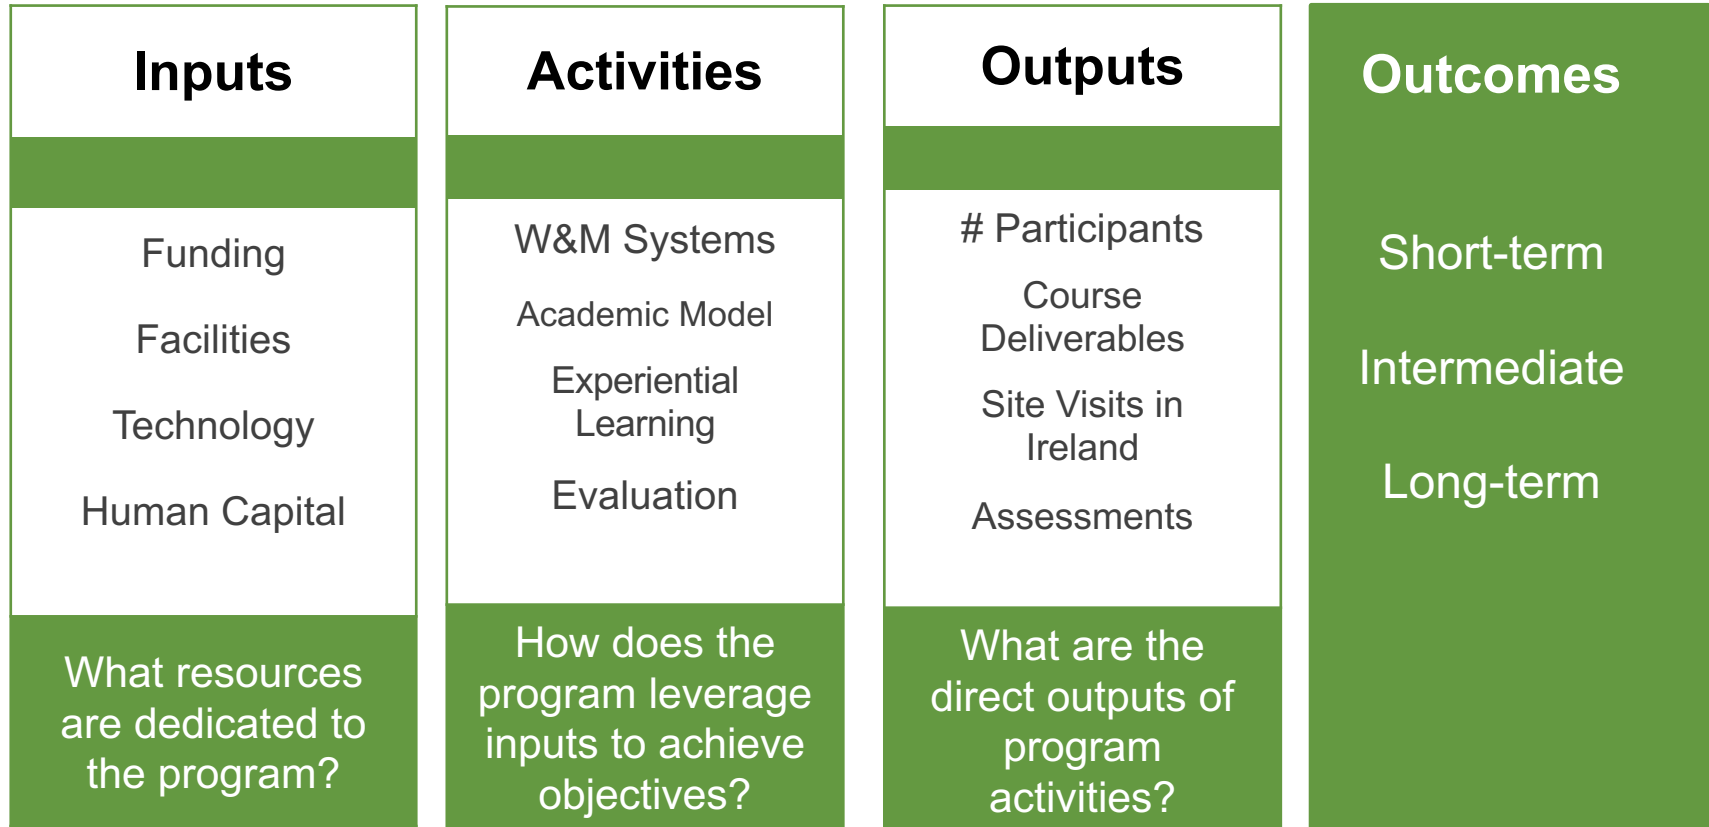 Inputs
Funding
Facilities
Technology
Human Capital
What resources
are dedicated to
the program?
Activities
W&M Systems
Academic Model
Experiential
Learning
Evaluation
How does the
program leverage
inputs to achieve
objectives?
Outputs
# Participants
Course
Deliverables
Site Visits in
Ireland
Assessments
What are the
direct outputs of
program
activities?
Outcomes
Short-term
Intermediate
Long-term